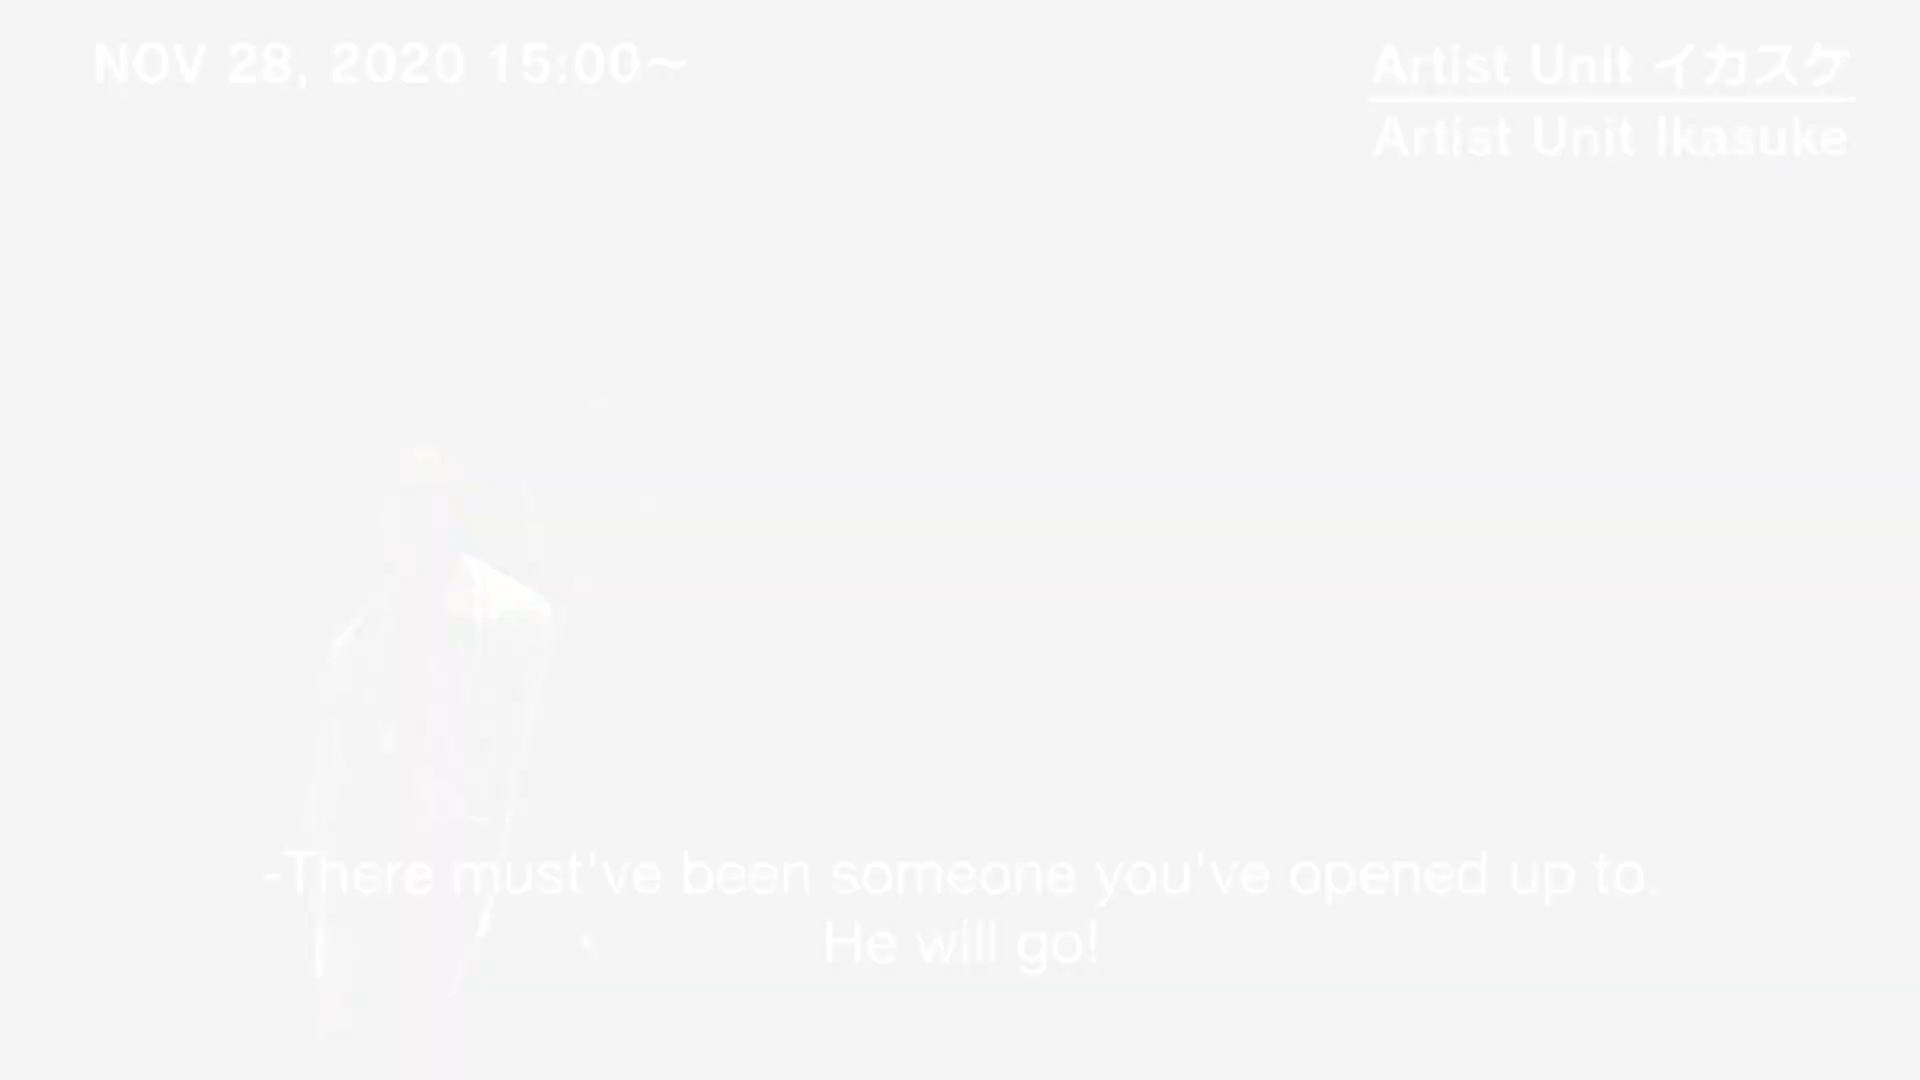 NOV 28, 2020 15:00~
Artist Unit イカスケ
Artist Unit Ikasuke
-There must've been someone you've opened up to.
He will go!